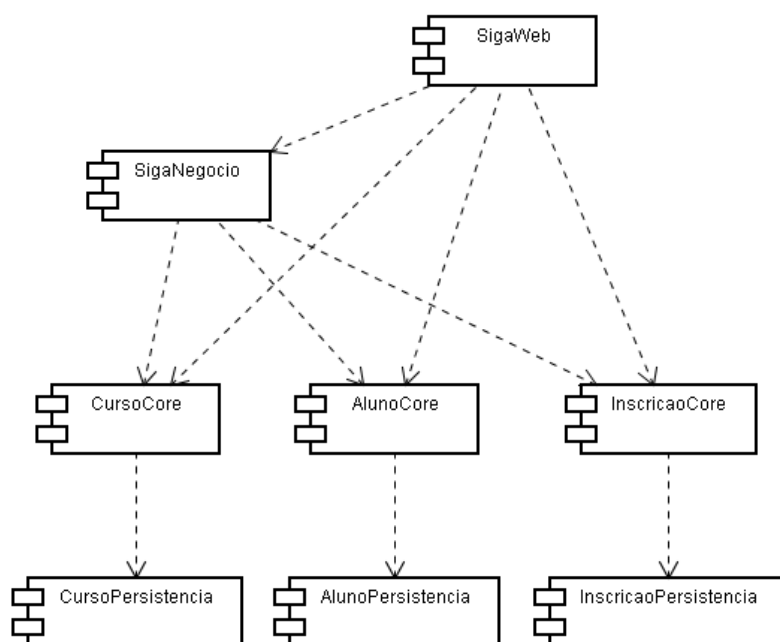 SigaWeb
SigaNegocio
CursoCore
AlunoCore
InscricaoCore
CursoPersistencia
AlunoPersistencia
InscricaoPersistencia